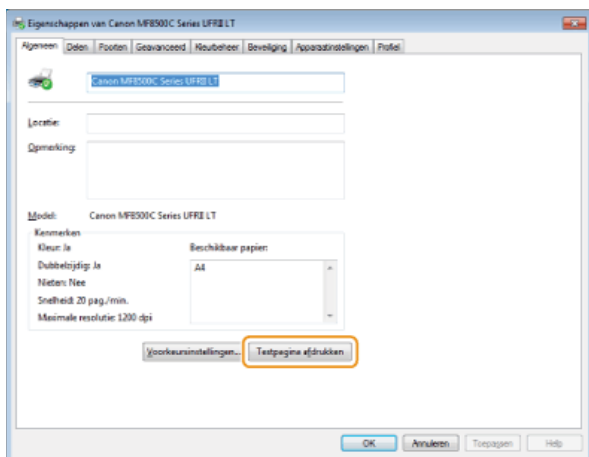 Eigenschappen van Canon MF8500C Series UFRII LT
Algemeen Delen Poorten Geavanceerd Kleurbeheer Beveiliging Apparaatinstellingen Profiel
Canon MF8500C Series UFRII LT
Locatie:
Opmerking:
Model: Canon MF8500C Series UFRII LT
Kenmerken
Kleur: Ja Beschikbaar papier:
Dubbelzijdig: Ja A4
Nieten: Nee
Snelheid: 20 pag./min.
Maximale resolutie: 1200 dpi
Voorkeursinstellingen... Testpagina afdrukken
OK Annuleren Toepassen Help